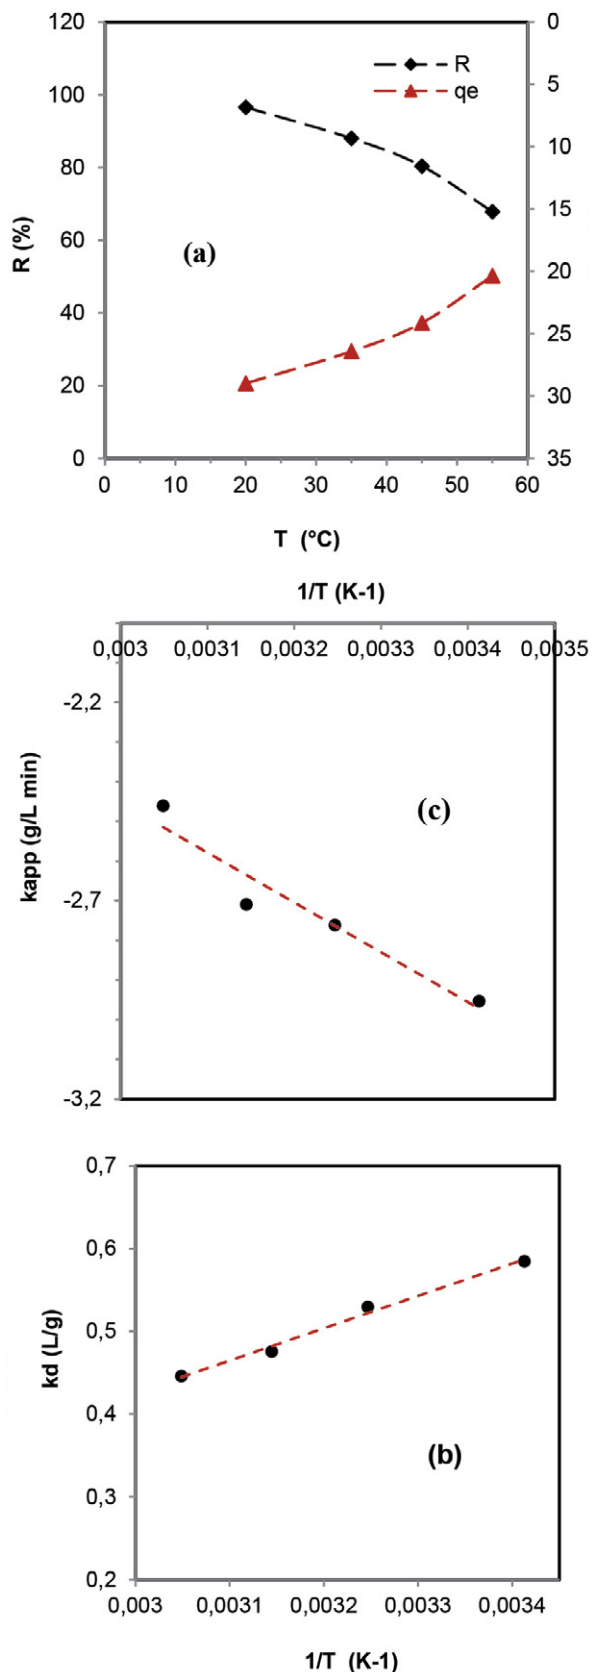 120
100
80
60
40
20
0
R (%)
0
5
10
15
20
25
30
35
R
qe
(a)
0 10 20 30 40 50 60
T (°C)
1/T (K-1)
0,003 0,0031 0,0032 0,0033 0,0034 0,0035
-2,2
-2,7
-3,2
kapp (g/L min)
(c)
0,7
0,6
0,5
0,4
0,3
0,2
kd (L/g)
(b)
0,003 0,0031 0,0032 0,0033 0,0034
1/T (K-1)